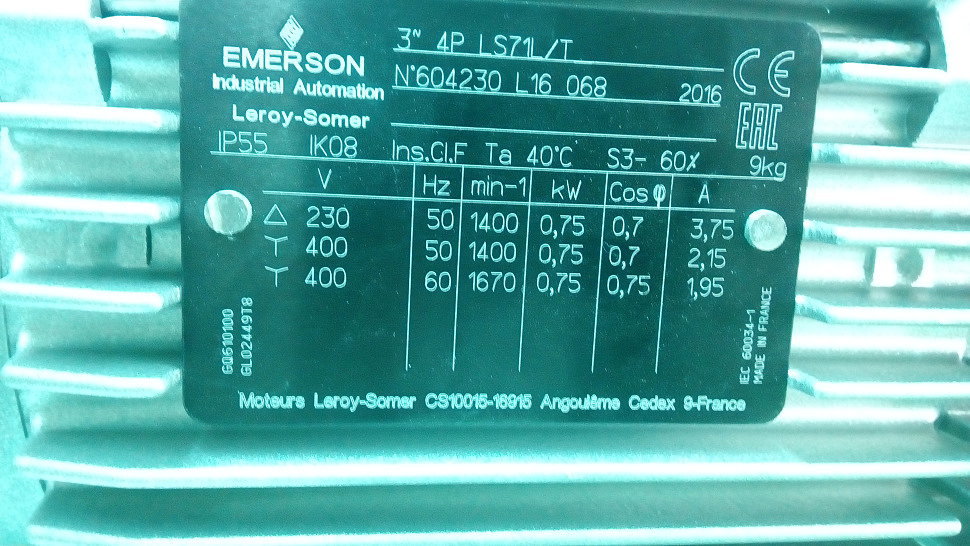 EMERSON
Industrial Automation
Leroy-Somer
3~ 4P LS71L/T
N°604230 L16 068 2016
CE
EAC
IP55 IK08 Ins.Cl.F Ta 40°C S3- 60% 9kg
V Hz min-1 kW Cos φ A
△ 230 50 1400 0,75 0,7 3,75
Y 400 50 1400 0,75 0,7 2,15
Y 400 60 1670 0,75 0,75 1,95
GQ610100
GL02449T8
IEC 60034-1
MADE IN FRANCE
Moteurs Leroy-Somer CS10015-16915 Angoulême Cedex 9-France